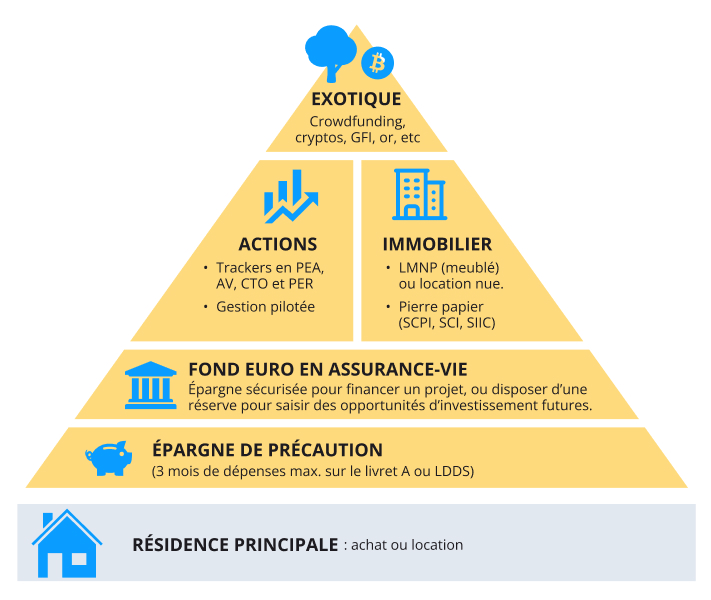 EXOTIQUE
Crowdfunding,
cryptos, GFI, or, etc
ACTIONS
• Trackers en PEA,
AV, CTO et PER
• Gestion pilotée
IMMOBILIER
• LMNP (meublé)
ou location nue.
• Pierre papier
(SCPI, SCI, SIIC)
FOND EURO EN ASSURANCE-VIE
Épargne sécurisée pour financer un projet, ou disposer d’une
réserve pour saisir des opportunités d’investissement futures.
ÉPARGNE DE PRÉCAUTION
(3 mois de dépenses max. sur le livret A ou LDDS)
RÉSIDENCE PRINCIPALE : achat ou location